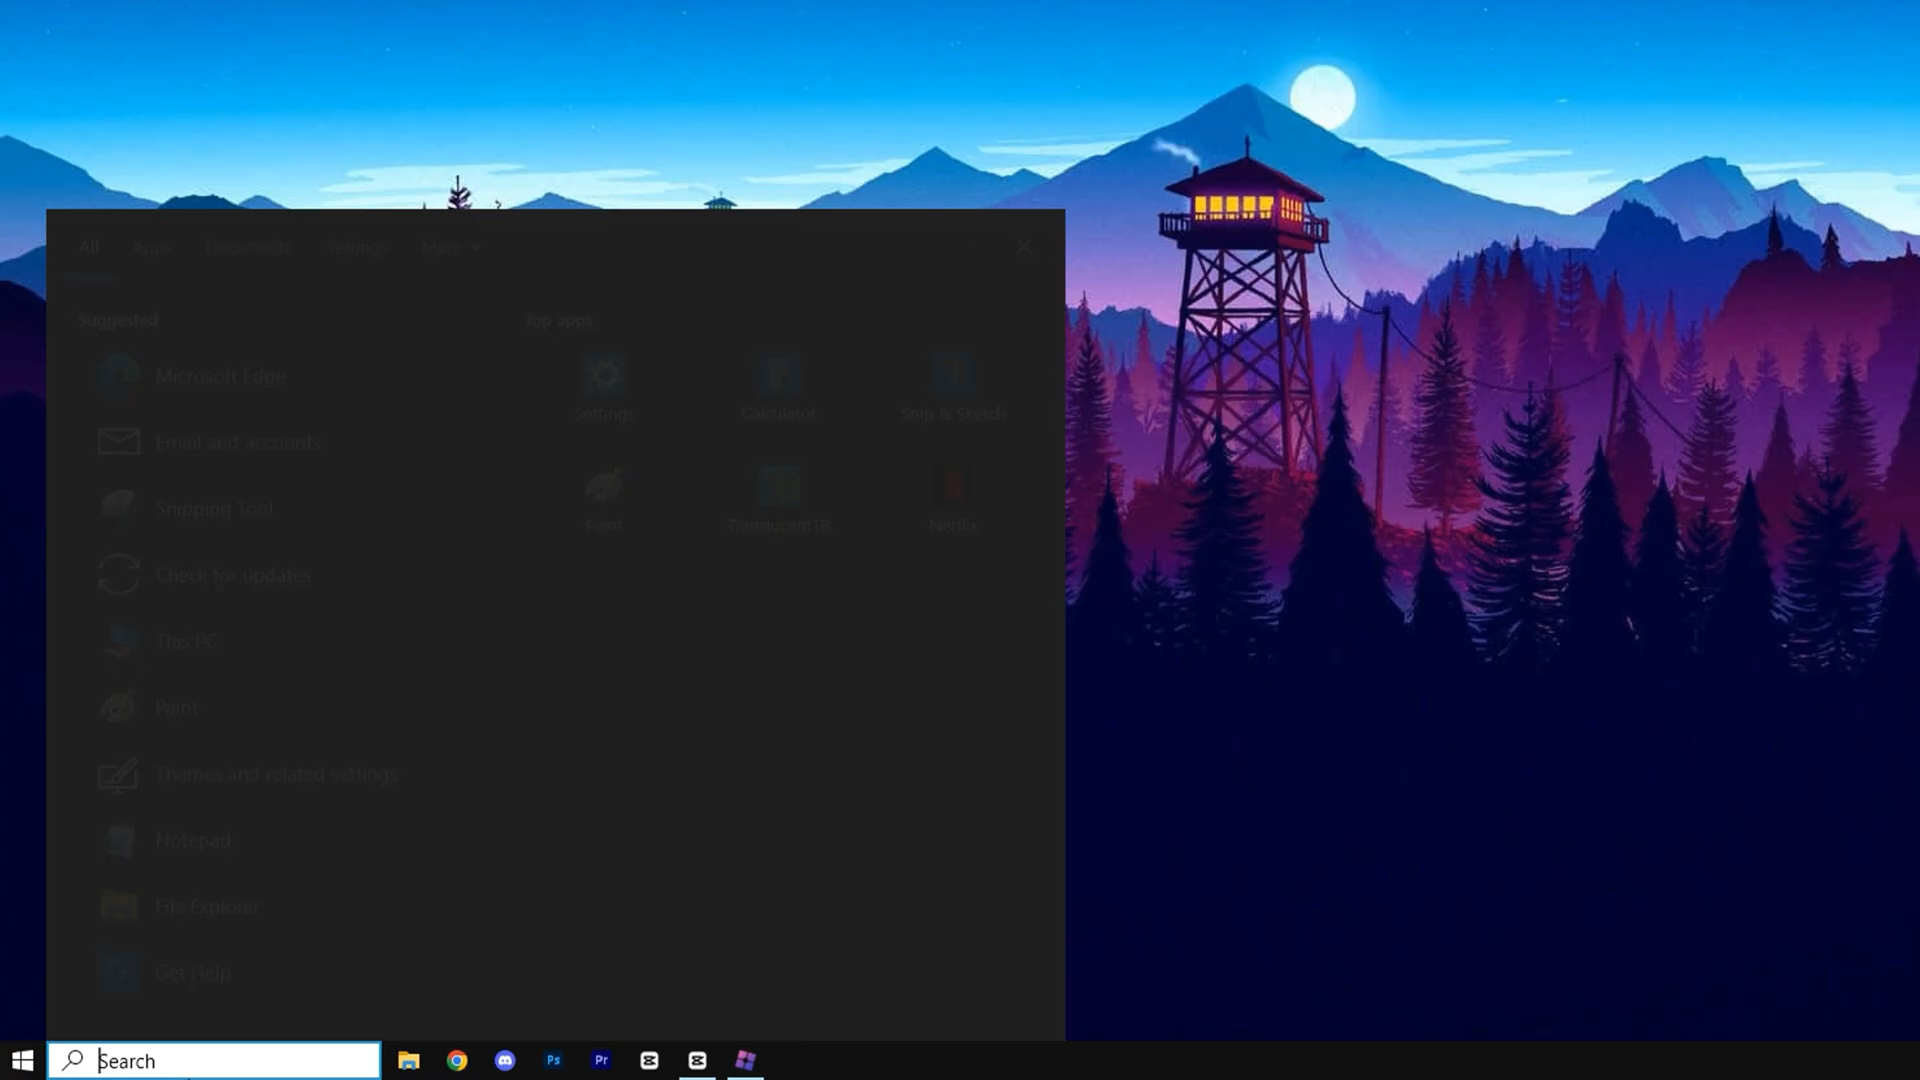 All Apps Documents Settings More
Suggested
Top apps
Microsoft Edge
Email and accounts
Snipping Tool
Check for updates
This PC
Paint
Themes and related settings
Notepad
File Explorer
Get Help
Settings Calculator Snip & Sketch
Paint TranslucentTB Netflix
Search
Ps Pr